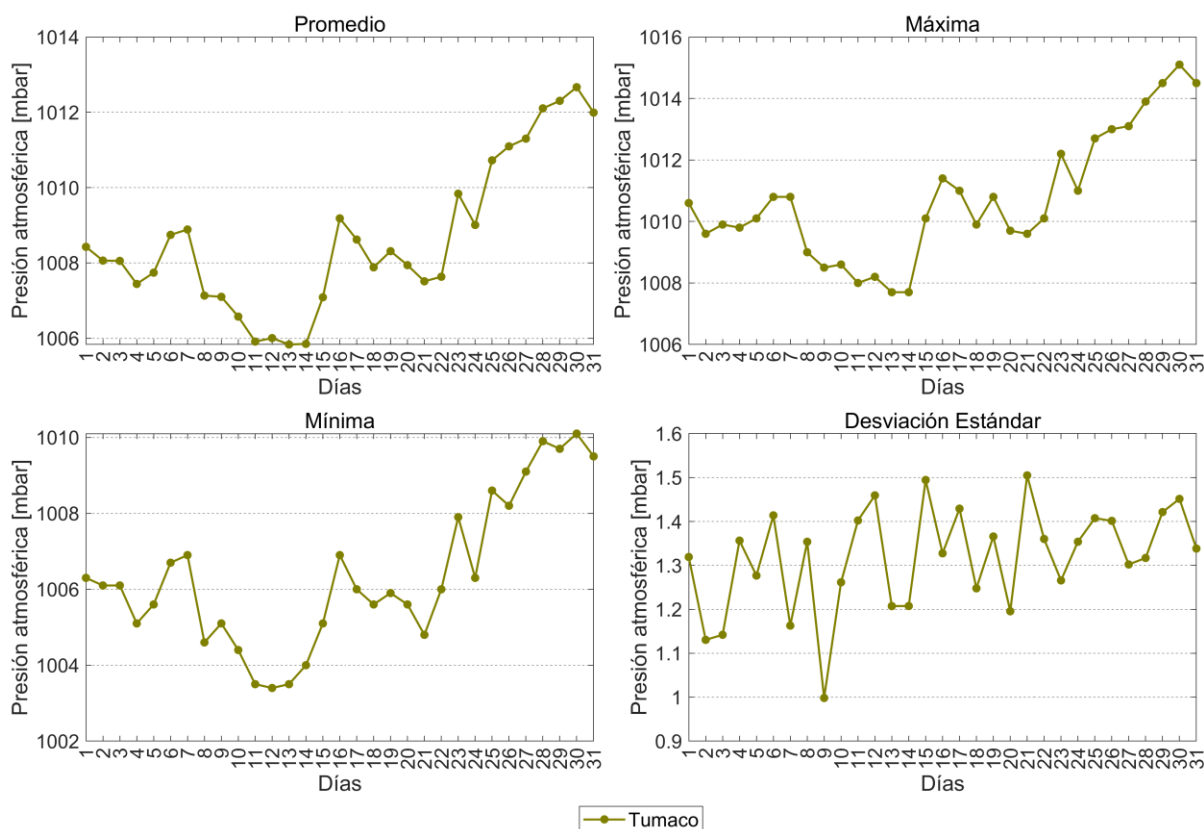 Promedio
Presión atmosférica [mbar]
1014
1012
1010
1008
1006
1 2 3 4 5 6 7 8 9 10 11 12 13 14 15 16 17 18 19 20 21 22 23 24 25 26 27 28 29 30 31
Días
Máxima
Presión atmosférica [mbar]
1016
1014
1012
1010
1008
1006
1 2 3 4 5 6 7 8 9 10 11 12 13 14 15 16 17 18 19 20 21 22 23 24 25 26 27 28 29 30 31
Días
Mínima
Presión atmosférica [mbar]
1010
1008
1006
1004
1002
1 2 3 4 5 6 7 8 9 10 11 12 13 14 15 16 17 18 19 20 21 22 23 24 25 26 27 28 29 30 31
Días
Desviación Estándar
Presión atmosférica [mbar]
1.6
1.5
1.4
1.3
1.2
1.1
1
0.9
1 2 3 4 5 6 7 8 9 10 11 12 13 14 15 16 17 18 19 20 21 22 23 24 25 26 27 28 29 30 31
Días
Tumaco